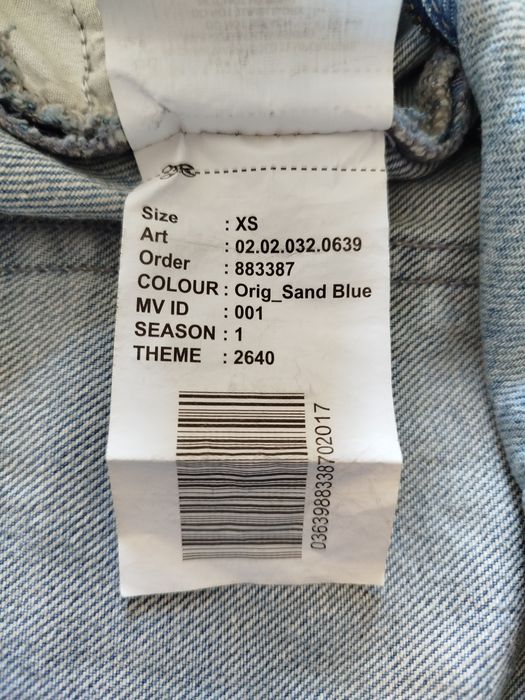 Size : XS
Art : 02.02.032.0639
Order : 883387
COLOUR : Orig_Sand Blue
MV ID : 001
SEASON : 1
THEME : 2640
0363988338702017